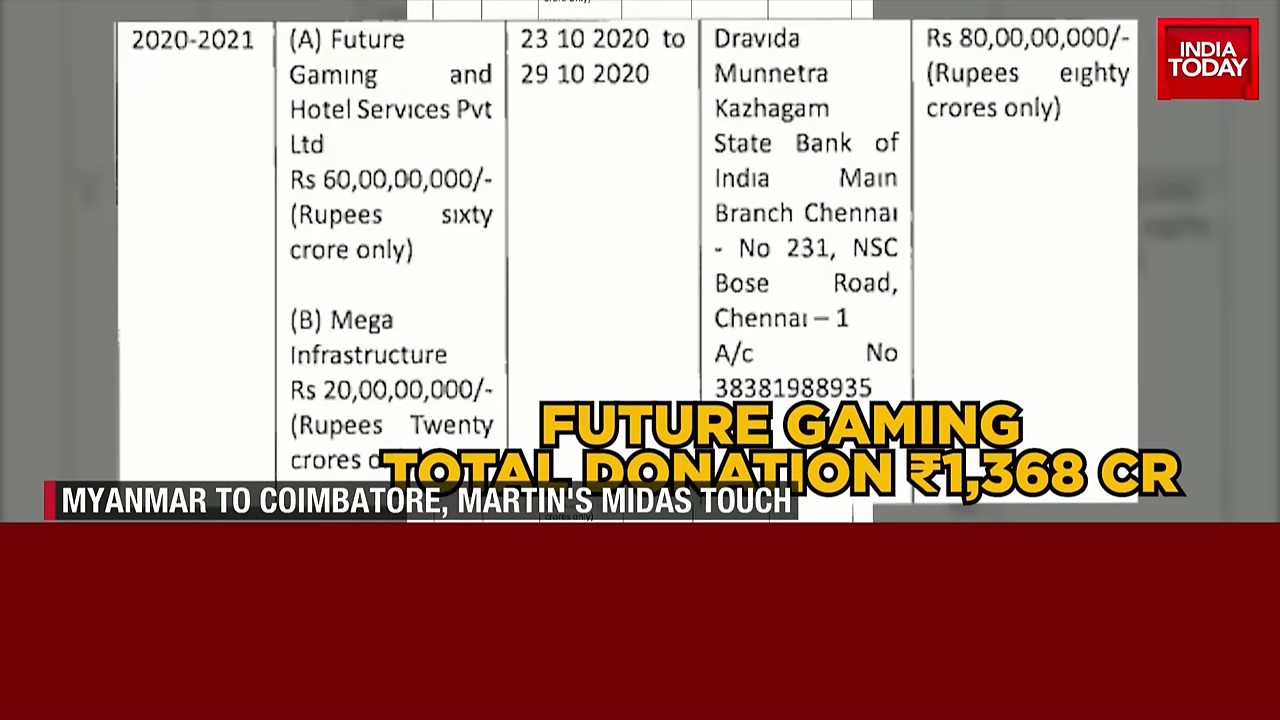 2020-2021
(A) Future
Gaming and
Hotel Services Pvt
Ltd
Rs 60,00,00,000/-
(Rupees sixty
crore only)
(B) Mega
Infrastructure
Rs 20,00,00,000/-
(Rupees Twenty
crores
23 10 2020 to
29 10 2020
Dravida
Munnetra
Kazhagam
State Bank of
India Main
Branch Chennai
- No 231, NSC
Bose Road,
Chennai – 1
A/c No
38381988935
Rs 80,00,00,000/-
(Rupees eighty
crores only)
INDIA
TODAY
FUTURE GAMING
TOTAL DONATION ₹1,368 CR
MYANMAR TO COIMBATORE, MARTIN'S MIDAS TOUCH